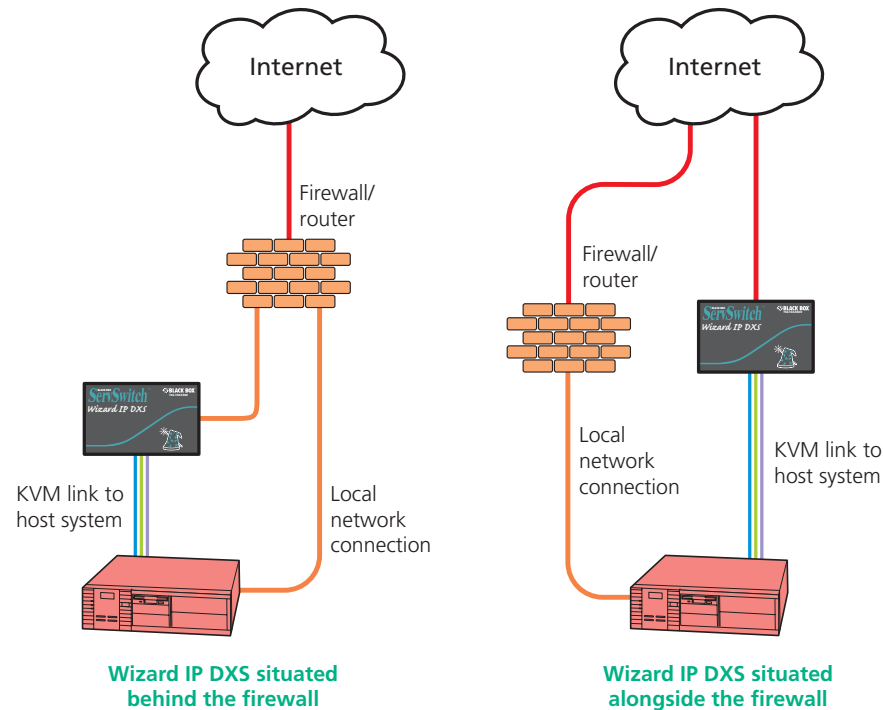 Internet
Firewall/
router
BLACK BOX
ServSwitch
Wizard IP DXS
KVM link to
host system
Local
network
connection
Wizard IP DXS situated
behind the firewall
Internet
Firewall/
router
BLACK BOX
ServSwitch
Wizard IP DXS
Local
network
connection
KVM link to
host system
Wizard IP DXS situated
alongside the firewall